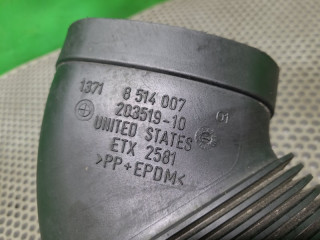 1371 8 514 007
203519-10
UNITED STATES
ETX 2581
>PP+EPDM<